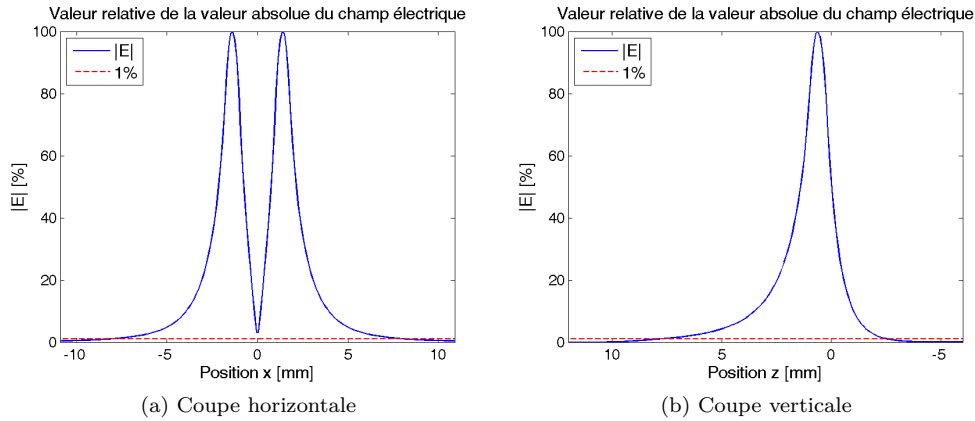 Valeur relative de la valeur absolue du champ électrique
|E|
1%
100
80
60
40
20
0
|E| [%]
-10
-5
0
5
10
Position x [mm]
(a) Coupe horizontale
Valeur relative de la valeur absolue du champ électrique
|E|
1%
100
80
60
40
20
0
|E| [%]
10
5
0
-5
Position z [mm]
(b) Coupe verticale